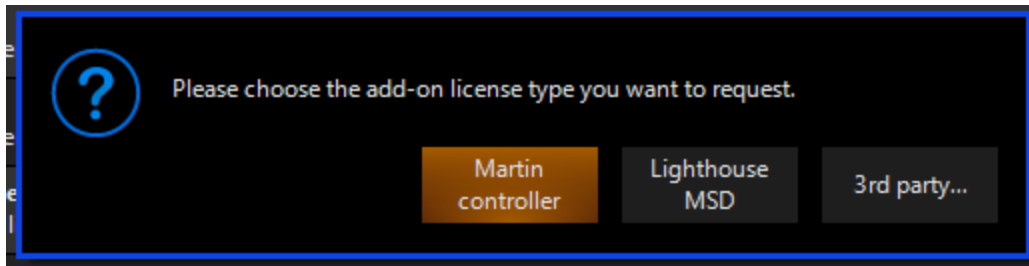 Please choose the add-on license type you want to request.
Martin
controller
Lighthouse
MSD
3rd party...